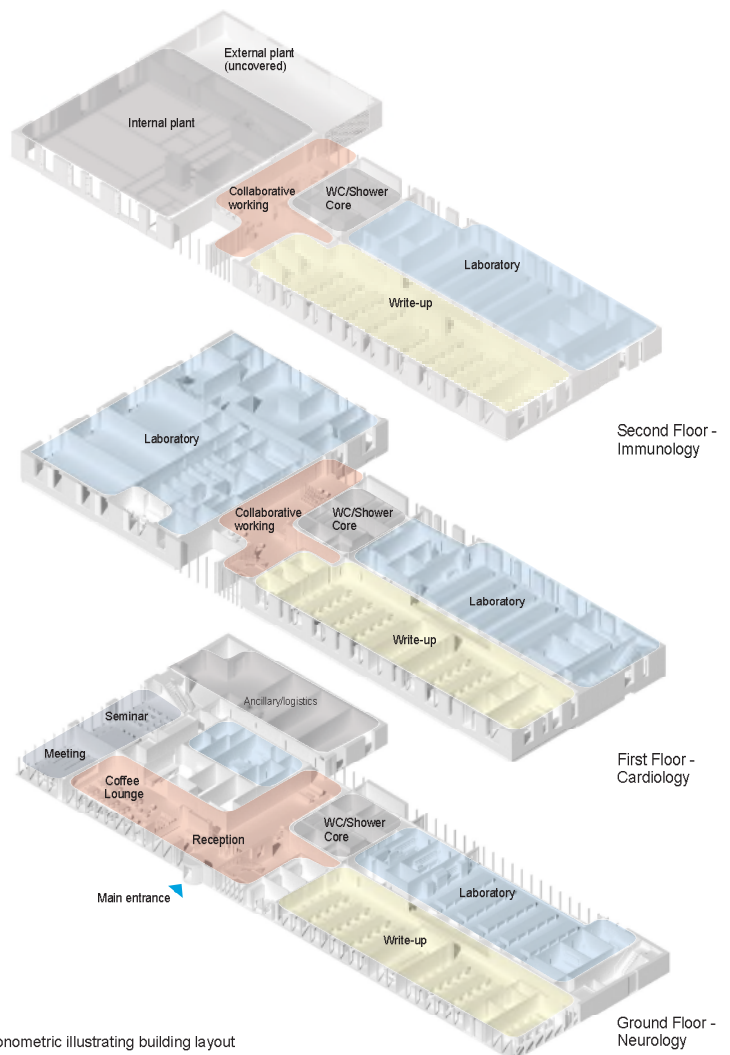 External plant
(uncovered)
Internal plant
Collaborative
working
WC/Shower
Core
Laboratory
Write-up
Second Floor -
Immunology
Laboratory
Collaborative
working
WC/Shower
Core
Laboratory
Write-up
First Floor -
Cardiology
Ancillary/logistics
Seminar
Meeting
Coffee
Lounge
Reception
WC/Shower
Core
Main entrance
Laboratory
Write-up
Ground Floor -
Neurology
onometric illustrating building layout